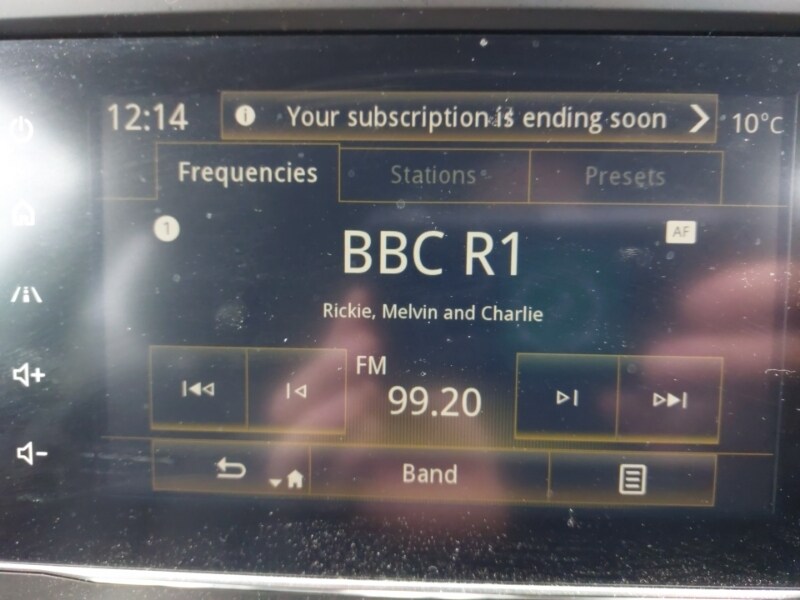 12:14 Your subscription is ending soon 10°C
Frequencies Stations Presets
1 AF
BBC R1
Rickie, Melvin and Charlie
FM
99.20
Band